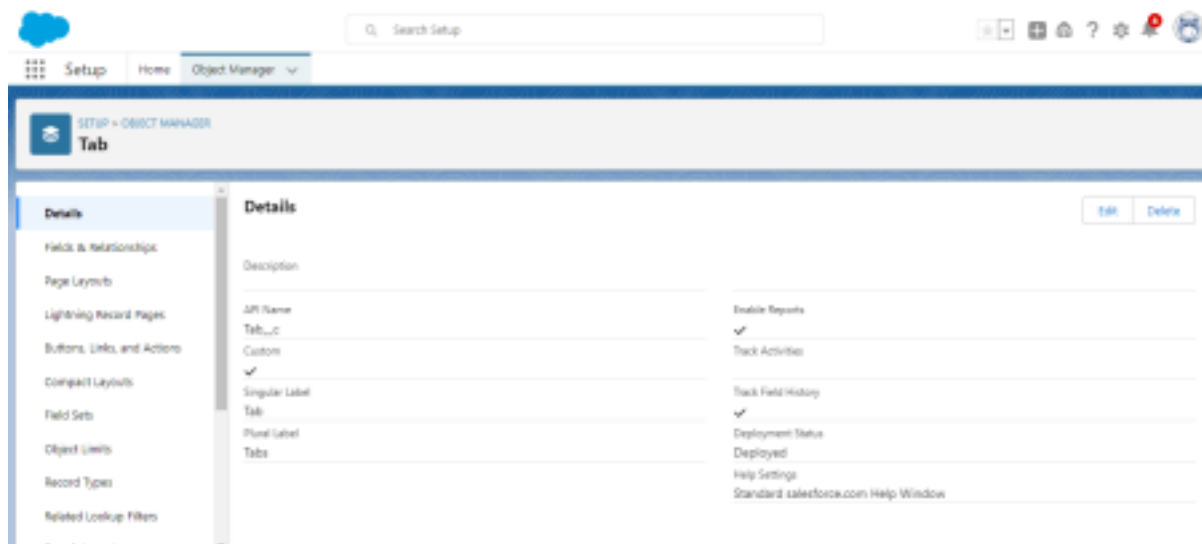 Search Setup
Setup
Home
Object Manager
SETUP > OBJECT MANAGER
Tab
Details
Fields & Relationships
Page Layouts
Lightning Record Pages
Buttons, Links, and Actions
Compact Layouts
Field Sets
Object Limits
Record Types
Related Lookup Filters
Details
Edit
Delete
Description
API Name
Tab__c
Custom
Singular Label
Tab
Plural Label
Tabs
Enable Reports
Track Activities
Track Field History
Deployment Status
Deployed
Help Settings
Standard salesforce.com Help Window